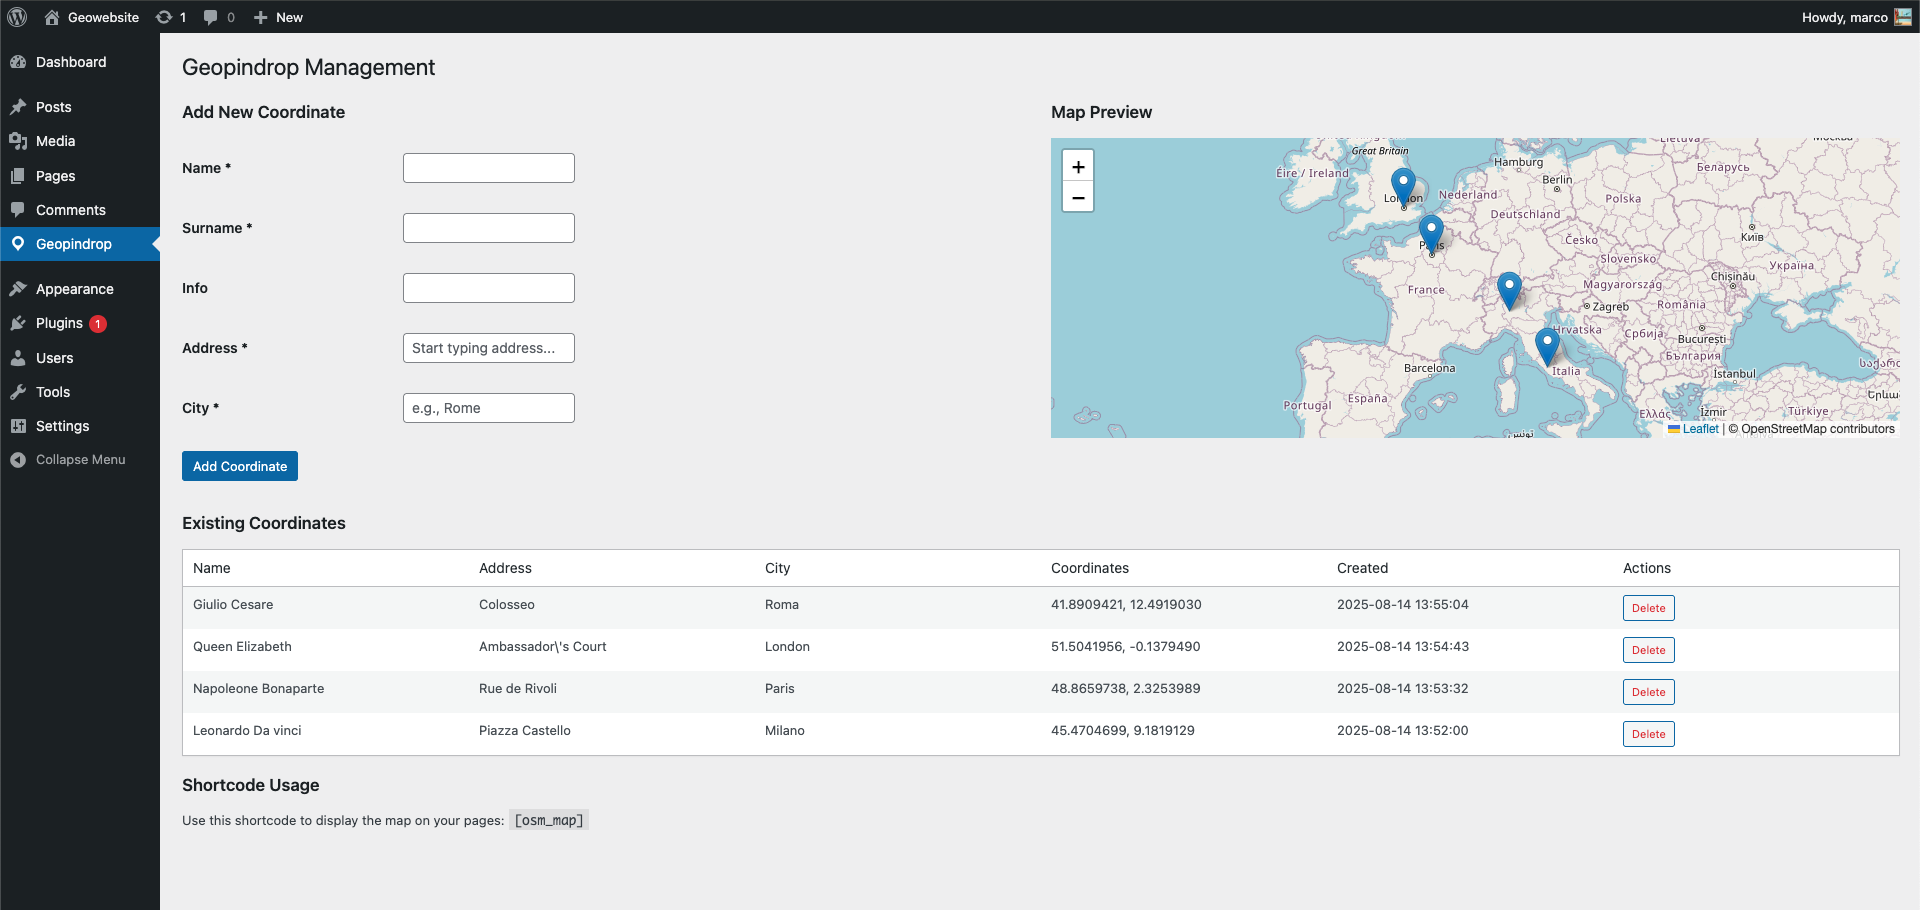 Geowebsite 1 0 New Howdy, marco
Dashboard
Posts
Media
Pages
Comments
Geopindrop
Appearance
Plugins 1
Users
Tools
Settings
Collapse Menu
Geopindrop Management
Add New Coordinate
Name *
Surname *
Info
Address * Start typing address...
City * e.g., Rome
Add Coordinate
Map Preview
+
−
Lietuva
Great Britain
Hamburg
Éire / Ireland
Беларусь
Berlin
London
Nederland
Polska
Deutschland
Київ
Paris
Česko
Slovensko
Україна
Chișinău
France
Magyarország
Zagreb
România
Hrvatska
Србија
București
България
Barcelona
Italia
İstanbul
España
Portugal
Ελλάς
İzmir
Türkiye
تونس
Leaflet | © OpenStreetMap contributors
Existing Coordinates
Name Address City Coordinates Created Actions
Giulio Cesare Colosseo Roma 41.8909421, 12.4919030 2025-08-14 13:55:04 Delete
Queen Elizabeth Ambassador\'s Court London 51.5041956, -0.1379490 2025-08-14 13:54:43 Delete
Napoleone Bonaparte Rue de Rivoli Paris 48.8659738, 2.3253989 2025-08-14 13:53:32 Delete
Leonardo Da vinci Piazza Castello Milano 45.4704699, 9.1819129 2025-08-14 13:52:00 Delete
Shortcode Usage
Use this shortcode to display the map on your pages: [osm_map]